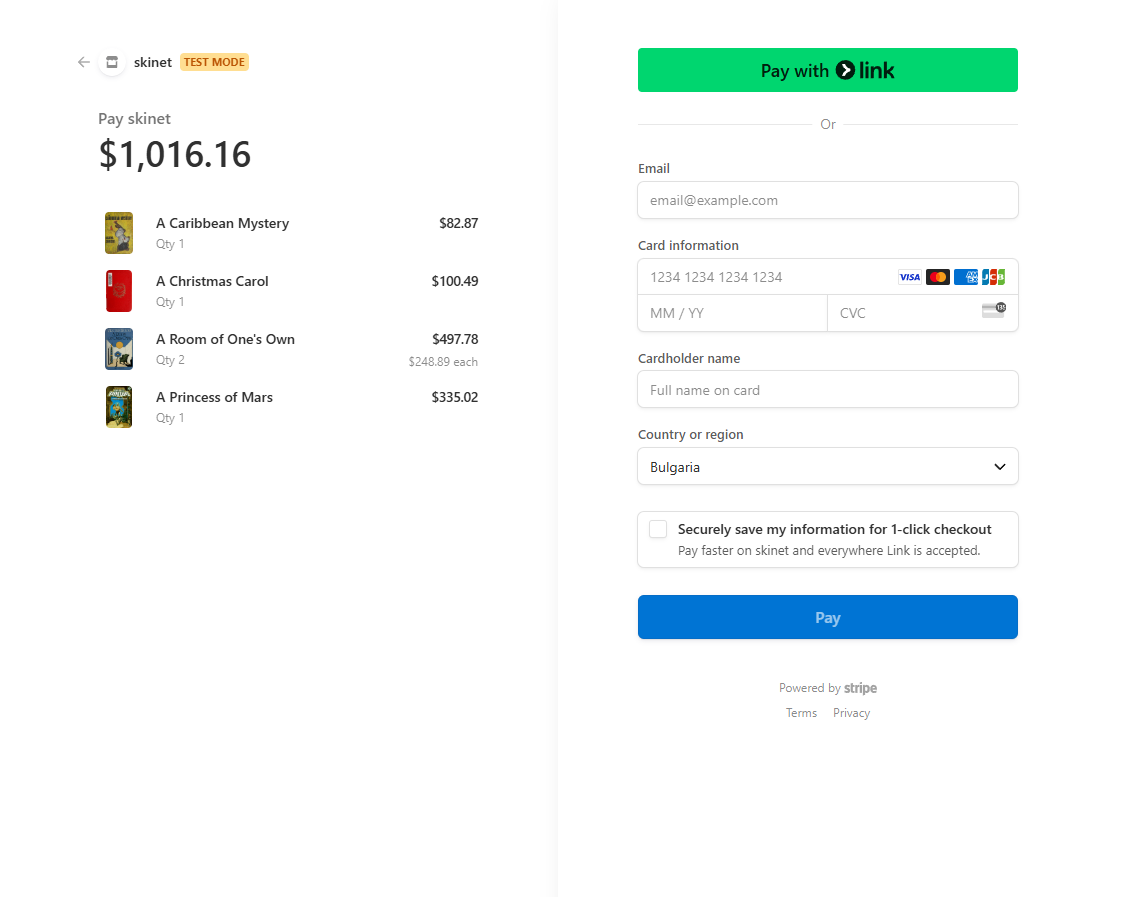 skinet TEST MODE
Pay skinet
$1,016.16
A Caribbean Mystery $82.87
Qty 1
A Christmas Carol $100.49
Qty 1
A Room of One's Own $497.78
Qty 2 $248.89 each
A Princess of Mars $335.02
Qty 1
Pay with link
Or
Email
email@example.com
Card information
1234 1234 1234 1234 VISA AM EX JCB
MM / YY CVC 135
Cardholder name
Full name on card
Country or region
Bulgaria
Securely save my information for 1-click checkout
Pay faster on skinet and everywhere Link is accepted.
Pay
Powered by stripe
Terms Privacy